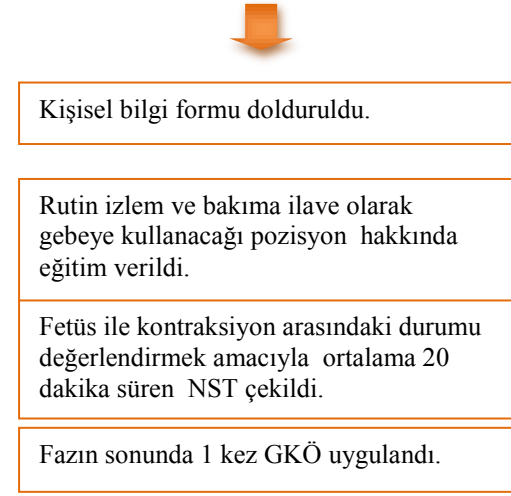 Kişisel bilgi formu dolduruldu.
Rutin izlem ve bakıma ilave olarak
gebeye kullanacağı pozisyon hakkında
eğitim verildi.
Fetüs ile kontraksiyon arasındaki durumu
değerlendirmek amacıyla ortalama 20
dakika süren NST çekildi.
Fazın sonunda 1 kez GKÖ uygulandı.